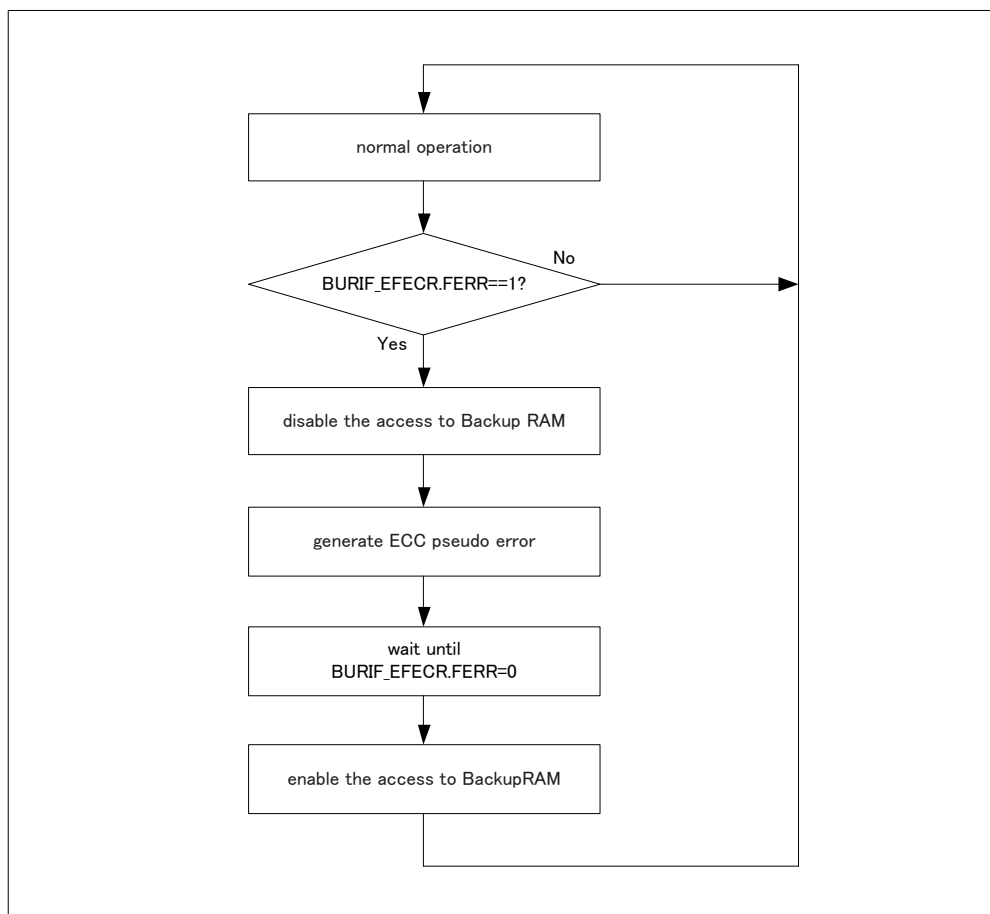 normal operation
No
BURIF_EFECR.FERR==1?
Yes
disable the access to Backup RAM
generate ECC pseudo error
wait until
BURIF_EFECR.FERR=0
enable the access to BackupRAM